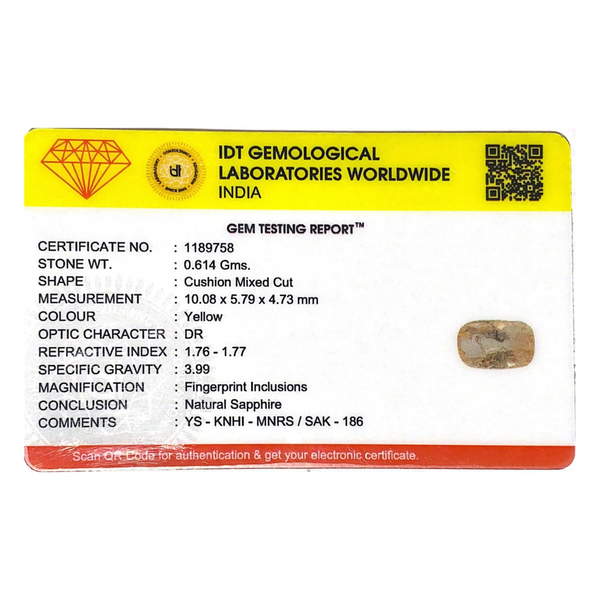 IDT GEMOLOGICAL
LABORATORIES WORLDWIDE
INDIA
idt
GEM TESTING REPORT™
CERTIFICATE NO. : 1189758
STONE WT. : 0.614 Gms.
SHAPE : Cushion Mixed Cut
MEASUREMENT : 10.08 x 5.79 x 4.73 mm
COLOUR : Yellow
OPTIC CHARACTER : DR
REFRACTIVE INDEX : 1.76 - 1.77
SPECIFIC GRAVITY : 3.99
MAGNIFICATION : Fingerprint Inclusions
CONCLUSION : Natural Sapphire
COMMENTS : YS - KNHI - MNRS / SAK - 186
Scan QR Code for authentication & get your electronic certificate.